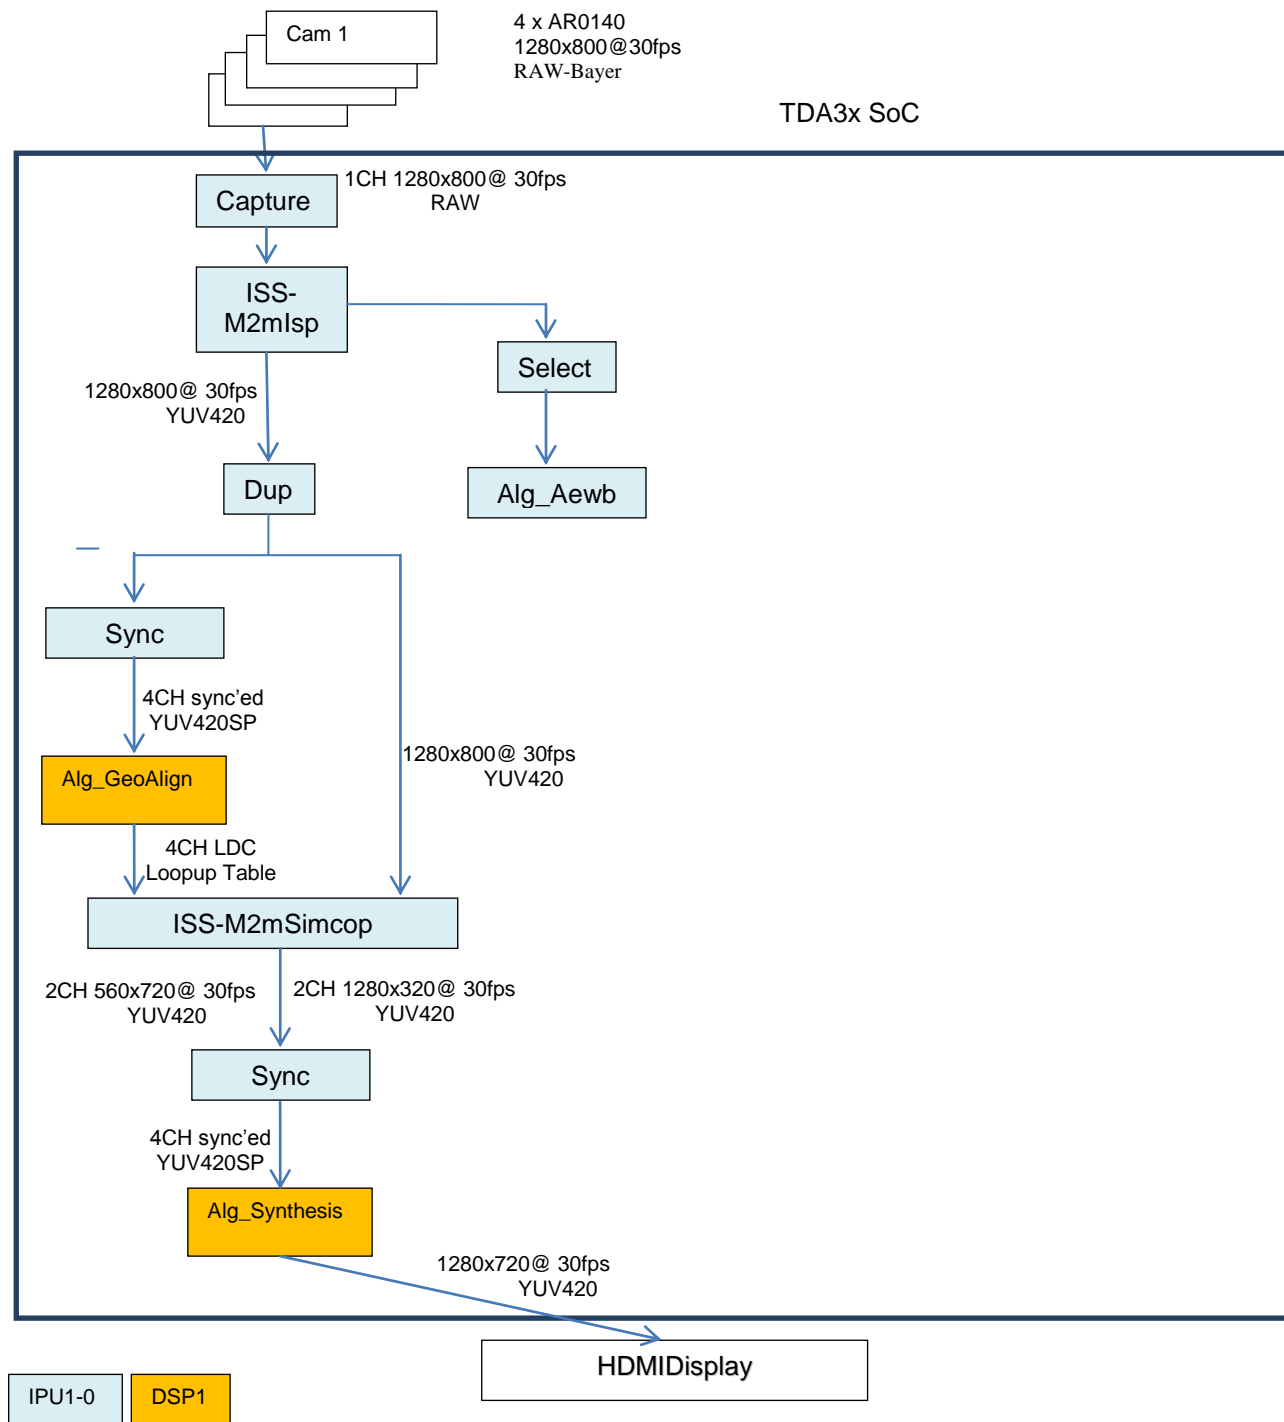 Cam 1
4 x AR0140
1280x800@30fps
RAW-Bayer
TDA3x SoC
Capture
1CH 1280x800@ 30fps
RAW
ISS-
M2mIsp
Select
1280x800@ 30fps
YUV420
Dup
Alg_Aewb
Sync
4CH sync’ed
YUV420SP
Alg_GeoAlign
1280x800@ 30fps
YUV420
4CH LDC
Loopup Table
ISS-M2mSimcop
2CH 560x720@ 30fps
YUV420
2CH 1280x320@ 30fps
YUV420
Sync
4CH sync’ed
YUV420SP
Alg_Synthesis
1280x720@ 30fps
YUV420
HDMIDisplay
IPU1-0
DSP1